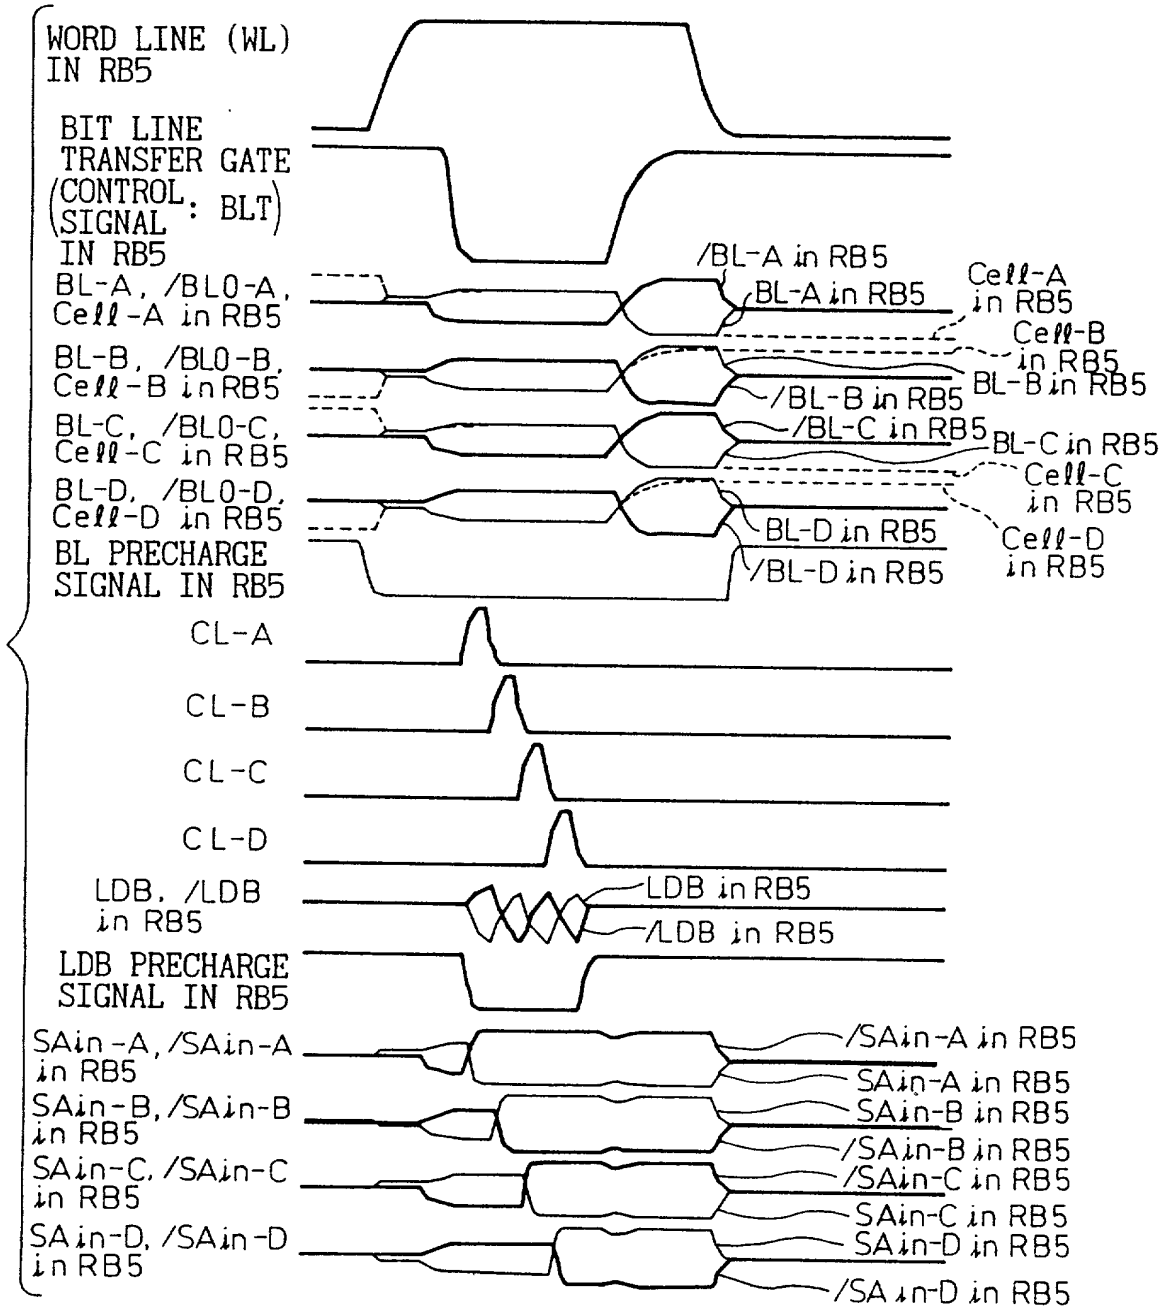 WORD LINE (WL)
IN RB5
BIT LINE
TRANSFER GATE
(CONTROL
SIGNAL : BLT)
IN RB5
/BL-A in RB5
BL-A, /BLO-A,
Cell-A in RB5
BL-A in RB5
Cell-A
in RB5
Cell-B
in RB5
BL-B, /BLO-B,
Cell-B in RB5
BL-B in RB5
/BL-B in RB5
BL-C, /BLO-C,
Cell-C in RB5
/BL-C in RB5
BL-C in RB5
Cell-C
in RB5
BL-D, /BLO-D,
Cell-D in RB5
BL-D in RB5
Cell-D
in RB5
/BL-D in RB5
BL PRECHARGE
SIGNAL IN RB5
CL-A
CL-B
CL-C
CL-D
LDB, /LDB
in RB5
LDB in RB5
/LDB in RB5
LDB PRECHARGE
SIGNAL IN RB5
SAin-A, /SAin-A
in RB5
/SAin-A in RB5
SAin-A in RB5
SAin-B, /SAin-B
in RB5
SAin-B in RB5
/SAin-B in RB5
SAin-C, /SAin-C
in RB5
/SAin-C in RB5
SAin-C in RB5
SAin-D, /SAin-D
in RB5
SAin-D in RB5
/SAin-D in RB5